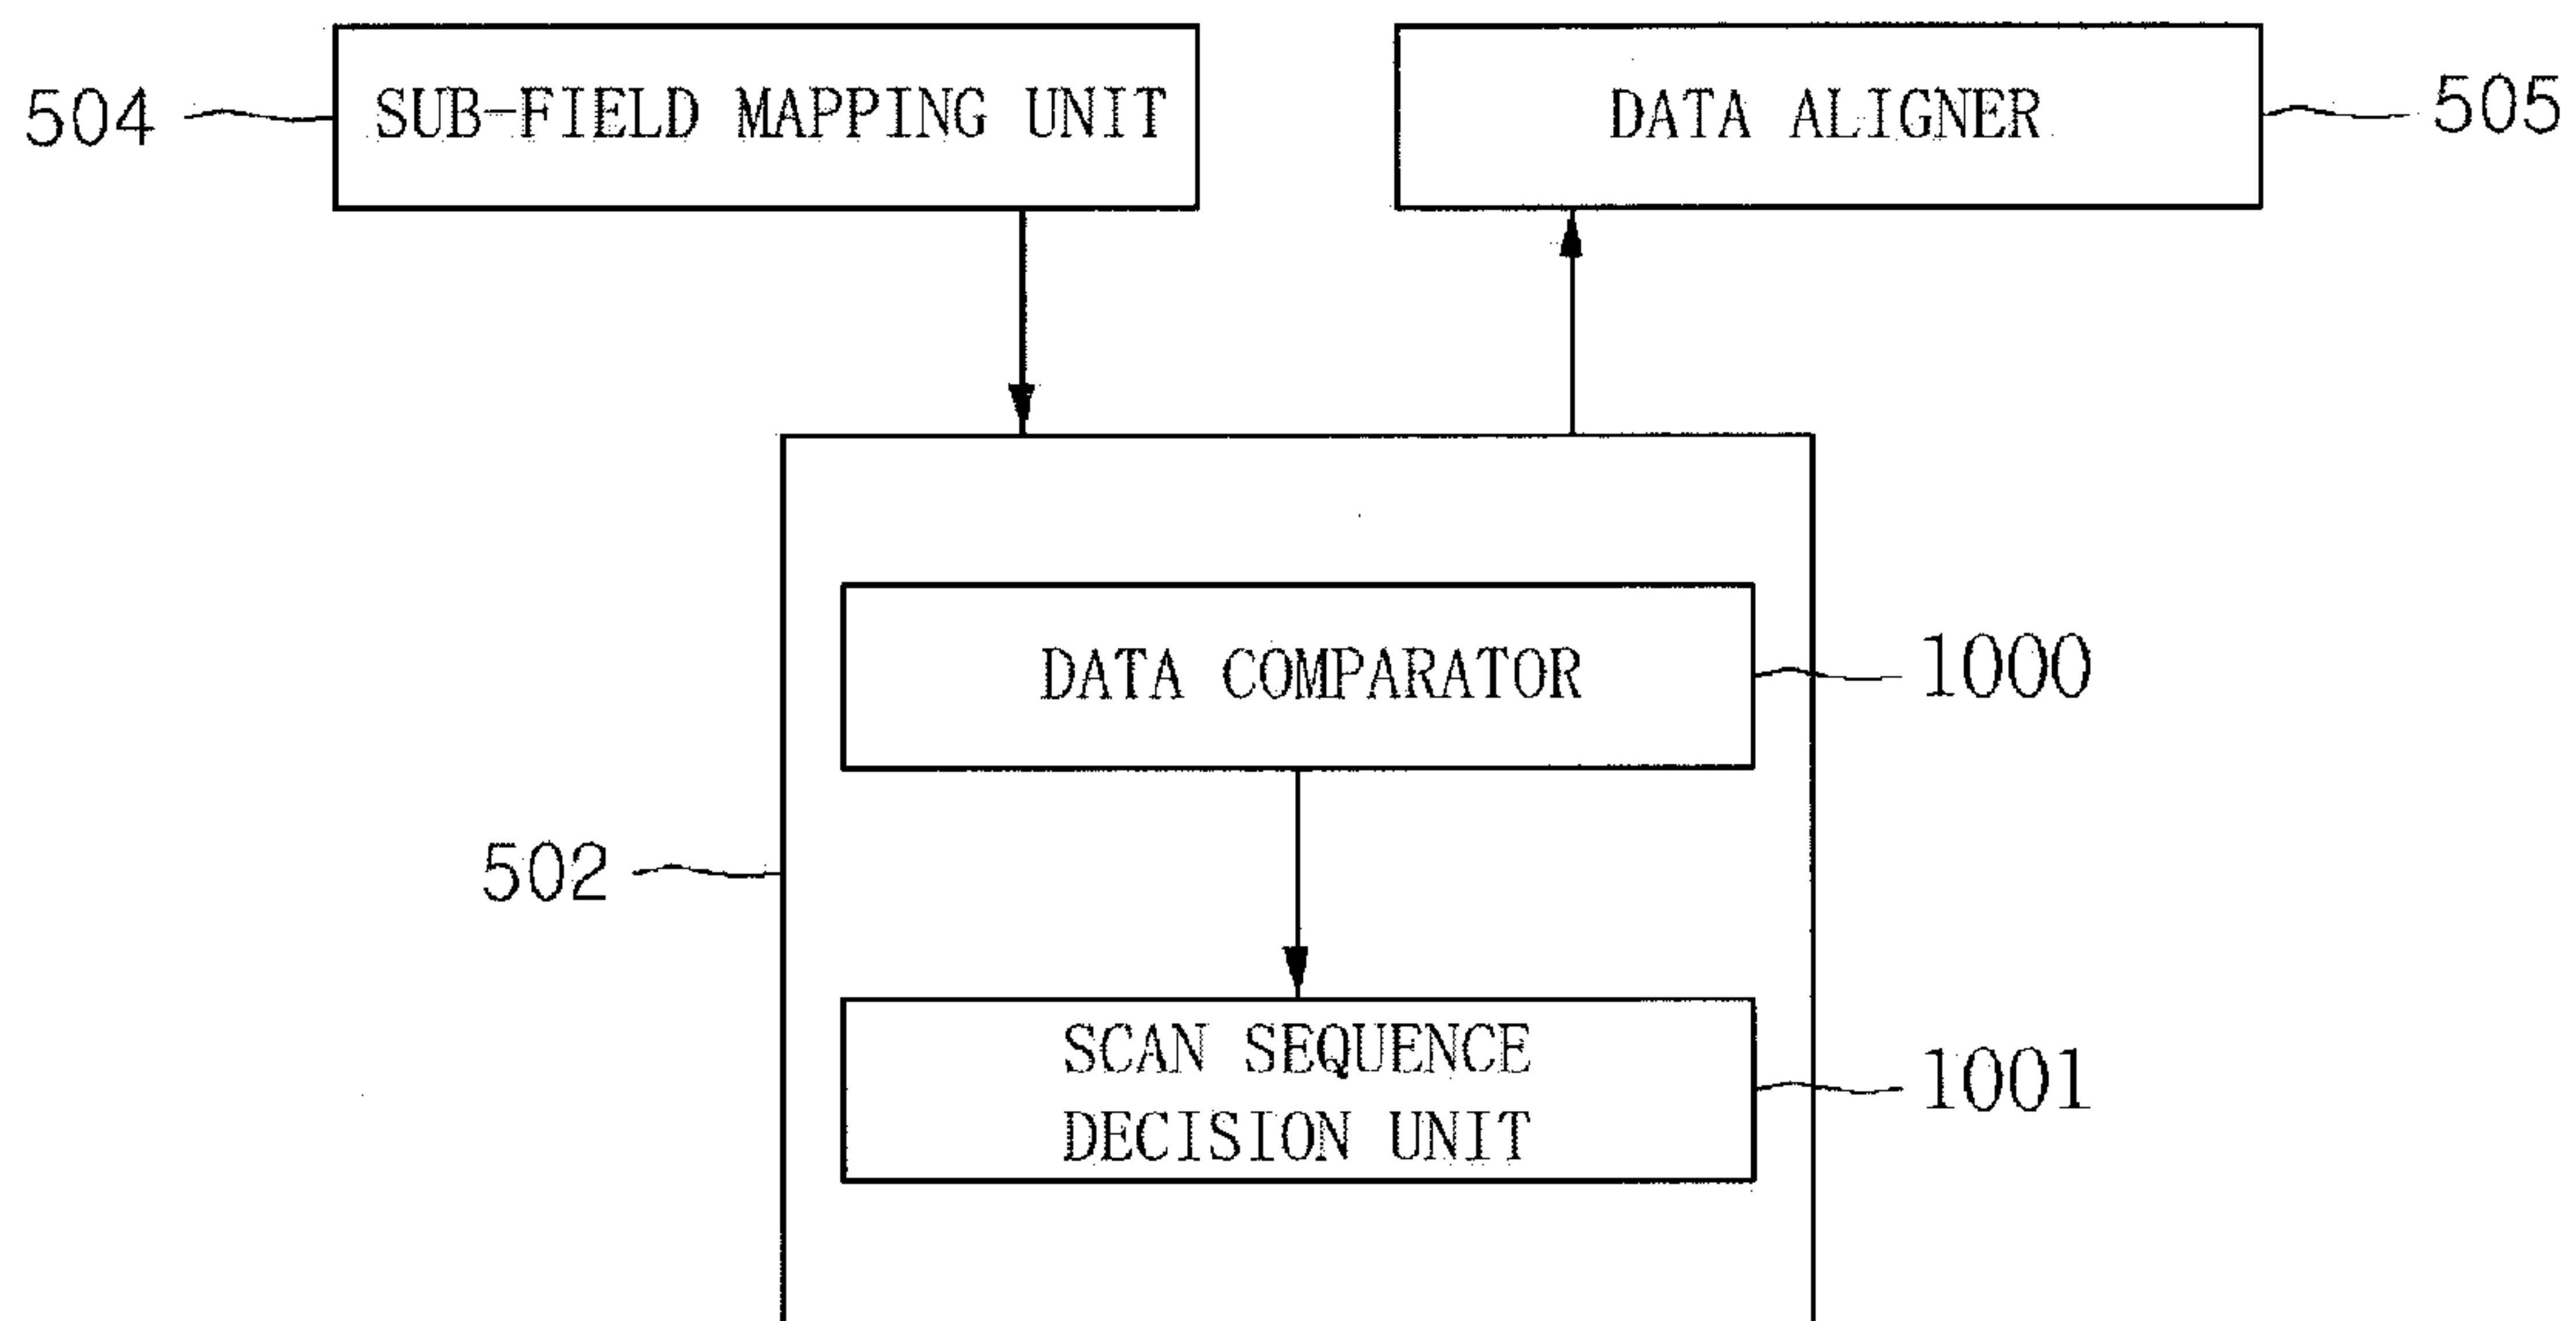 504
SUB-FIELD MAPPING UNIT
DATA ALIGNER
505
DATA COMPARATOR
1000
502
SCAN SEQUENCE
DECISION UNIT
1001